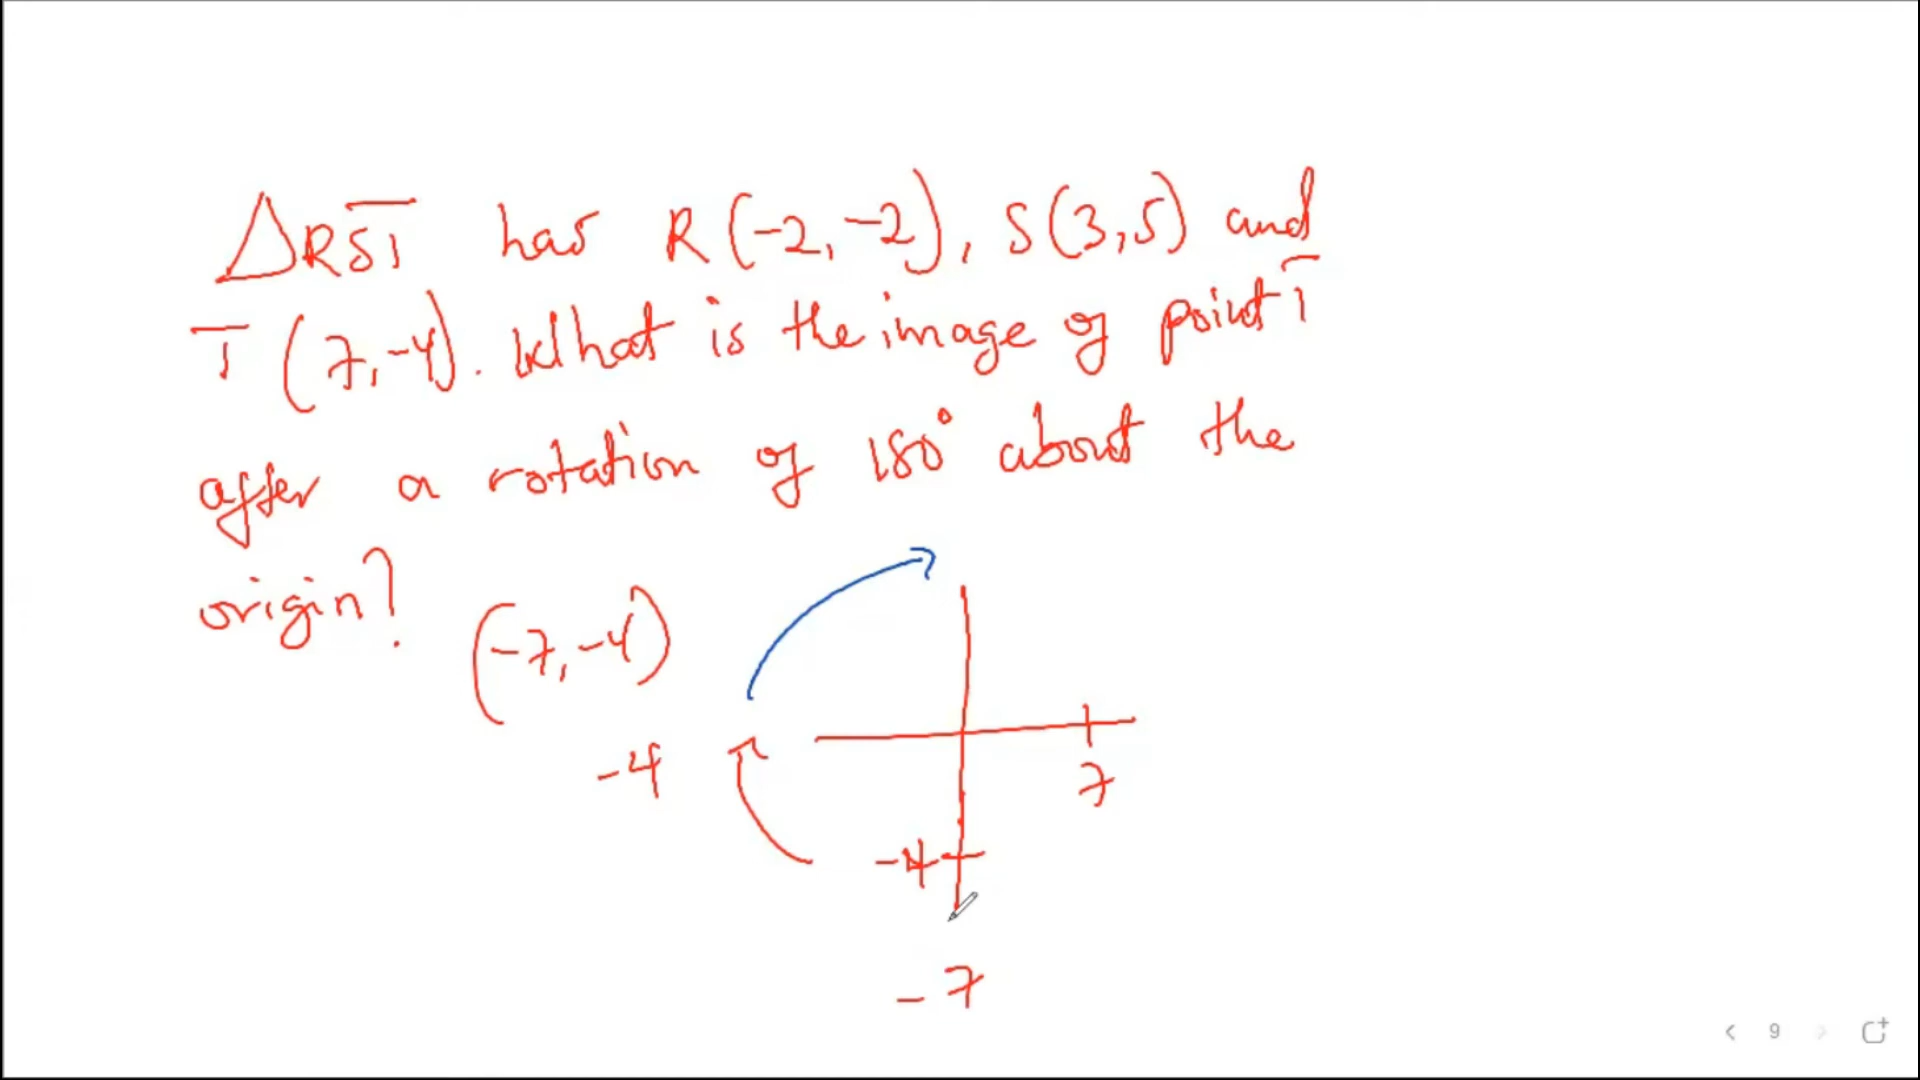 △RST has R(-2,-2), S(3,5) and
T(7,-4). What is the image of point T
after a rotation of 180° about the
origin?
(-7,-4)
-4
7
-4
-7
9